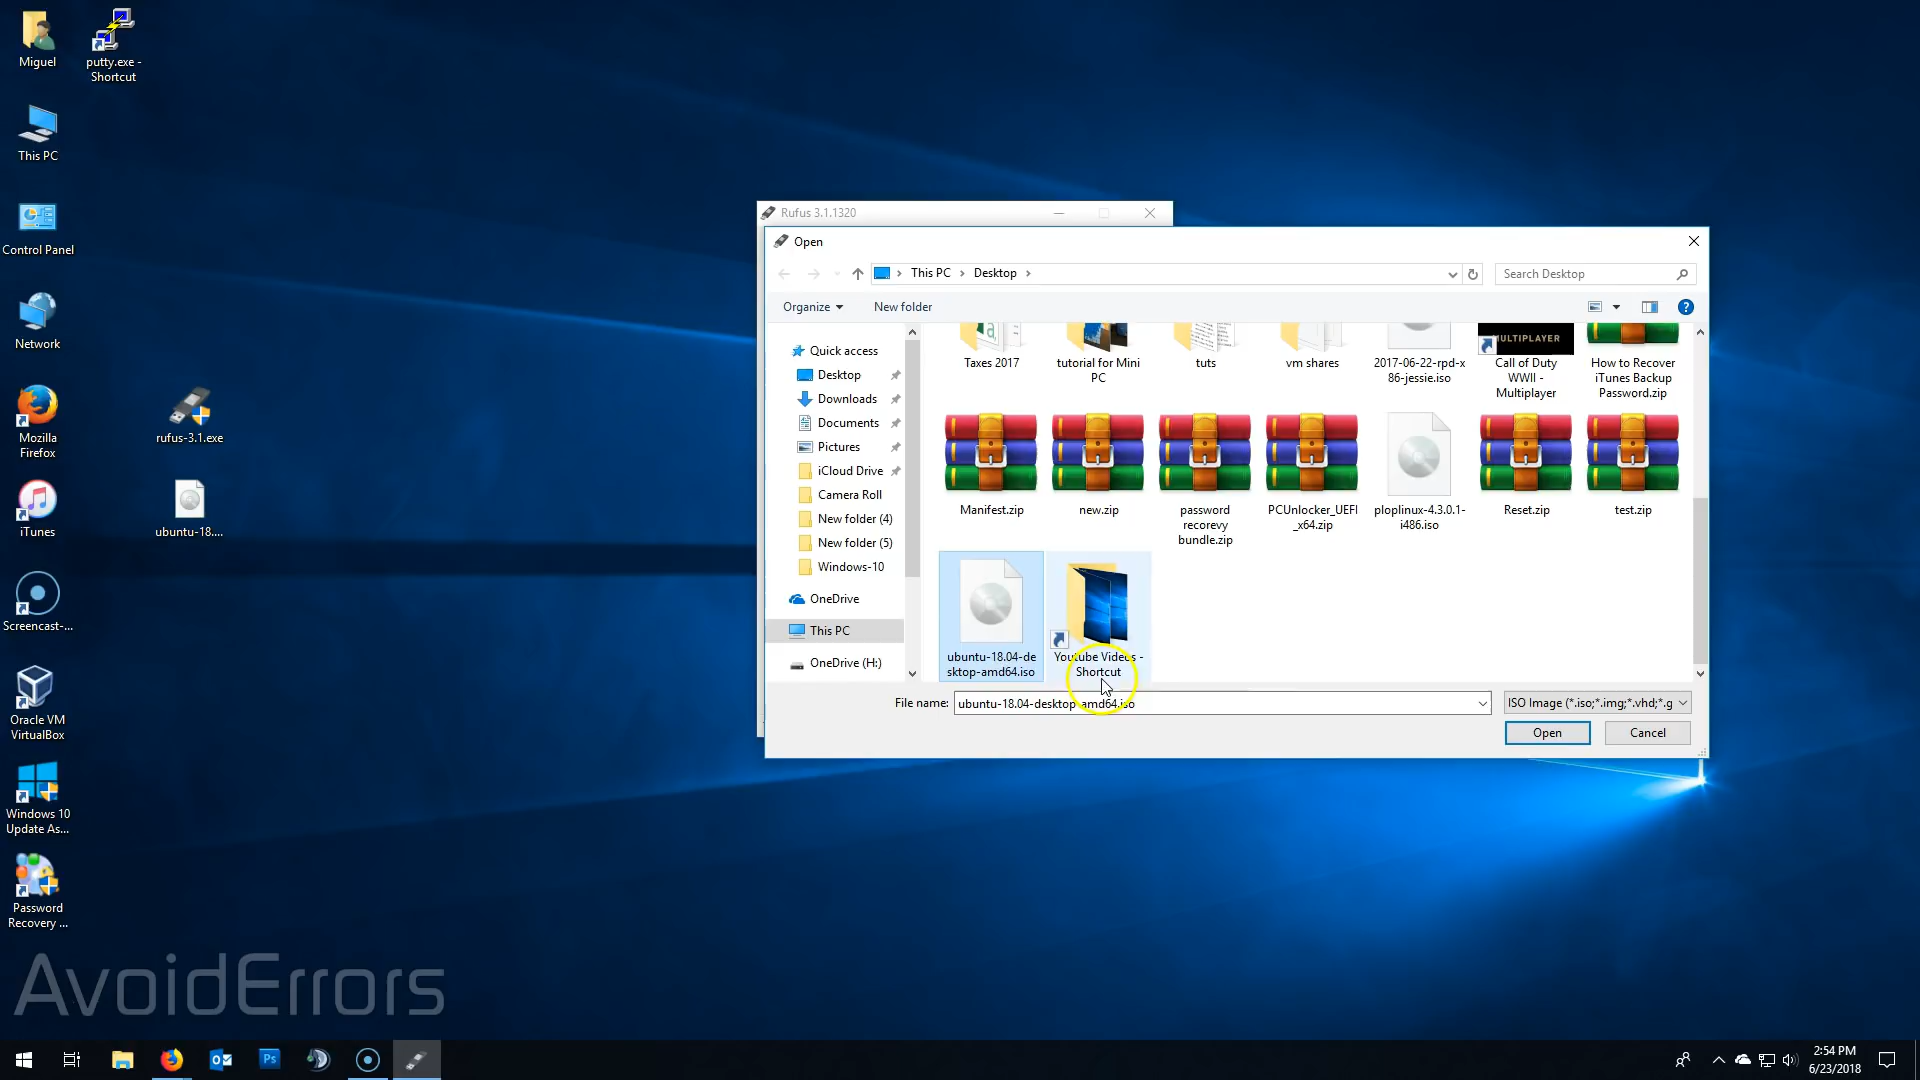 Miguel
putty.exe -
Shortcut
This PC
Control Panel
Network
Mozilla
Firefox
iTunes
Screencast-...
Oracle VM
VirtualBox
Windows 10
Update As...
Password
Recovery ...
rufus-3.1.exe
ubuntu-18....
Rufus 3.1.1320
Open
This PC
Desktop
Search Desktop
Organize
New folder
Quick access
Desktop
Downloads
Documents
Pictures
iCloud Drive
Camera Roll
New folder (4)
New folder (5)
Windows-10
OneDrive
This PC
OneDrive (H:)
Taxes 2017
tutorial for Mini
PC
tuts
vm shares
2017-06-22-rpd-x
86-jessie.iso
MULTIPLAYER
Call of Duty
WWII -
Multiplayer
How to Recover
iTunes Backup
Password.zip
Manifest.zip
new.zip
password
recorevy
bundle.zip
PCUnlocker_UEFI
_x64.zip
ploplinux-4.3.0.1-
i486.iso
Reset.zip
test.zip
ubuntu-18.04-de
sktop-amd64.iso
Youtube Videos -
Shortcut
File name:
ubuntu-18.04-desktop-amd64.iso
ISO Image (*.iso;*.img;*.vhd;*.g
Open
Cancel
AvoidErrors
Ps
2:54 PM
6/23/2018